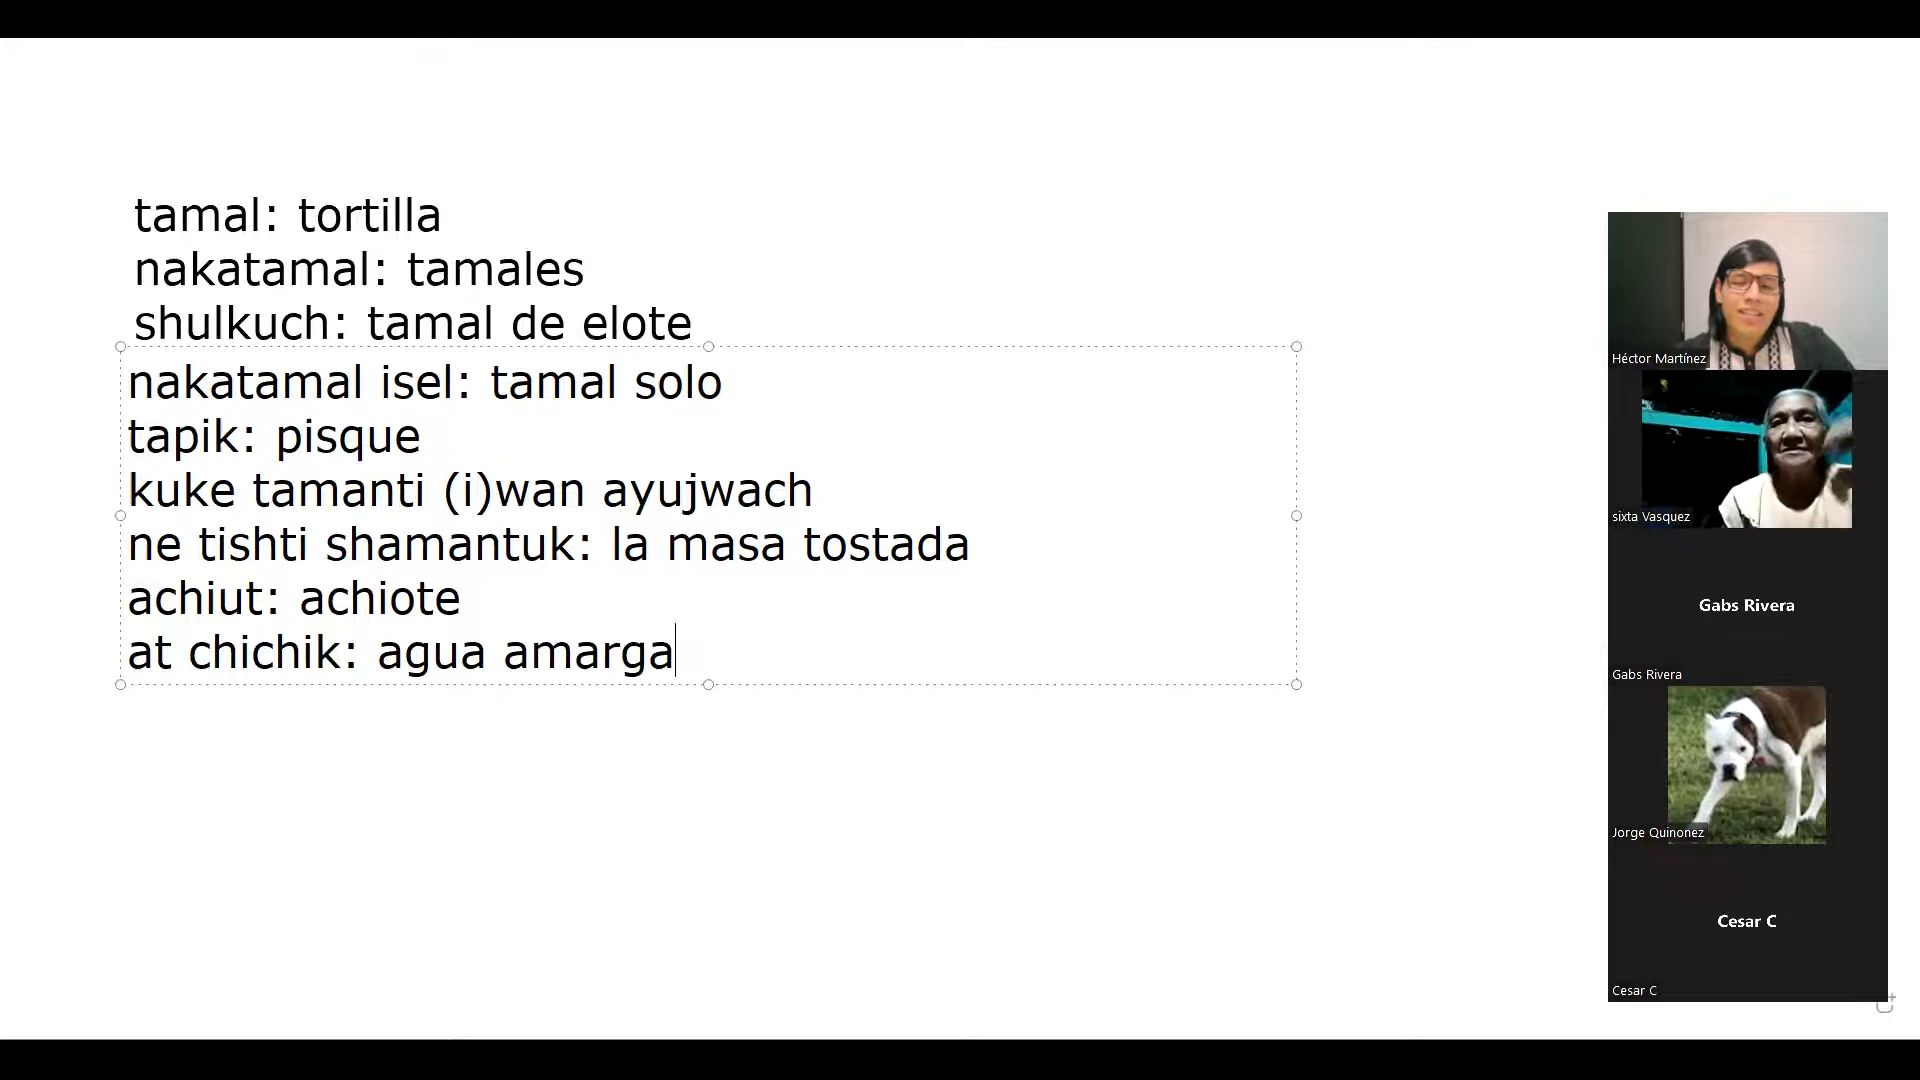 tamal: tortilla
nakatamal: tamales
shulkuch: tamal de elote
nakatamal isel: tamal solo
tapik: pisque
kuke tamanti (i)wan ayujwach
ne tishti shamantuk: la masa tostada
achiut: achiote
at chichik: agua amarga
Héctor Martínez
sixta Vasquez
Gabs Rivera
Gabs Rivera
Jorge Quinonez
Cesar C
Cesar C